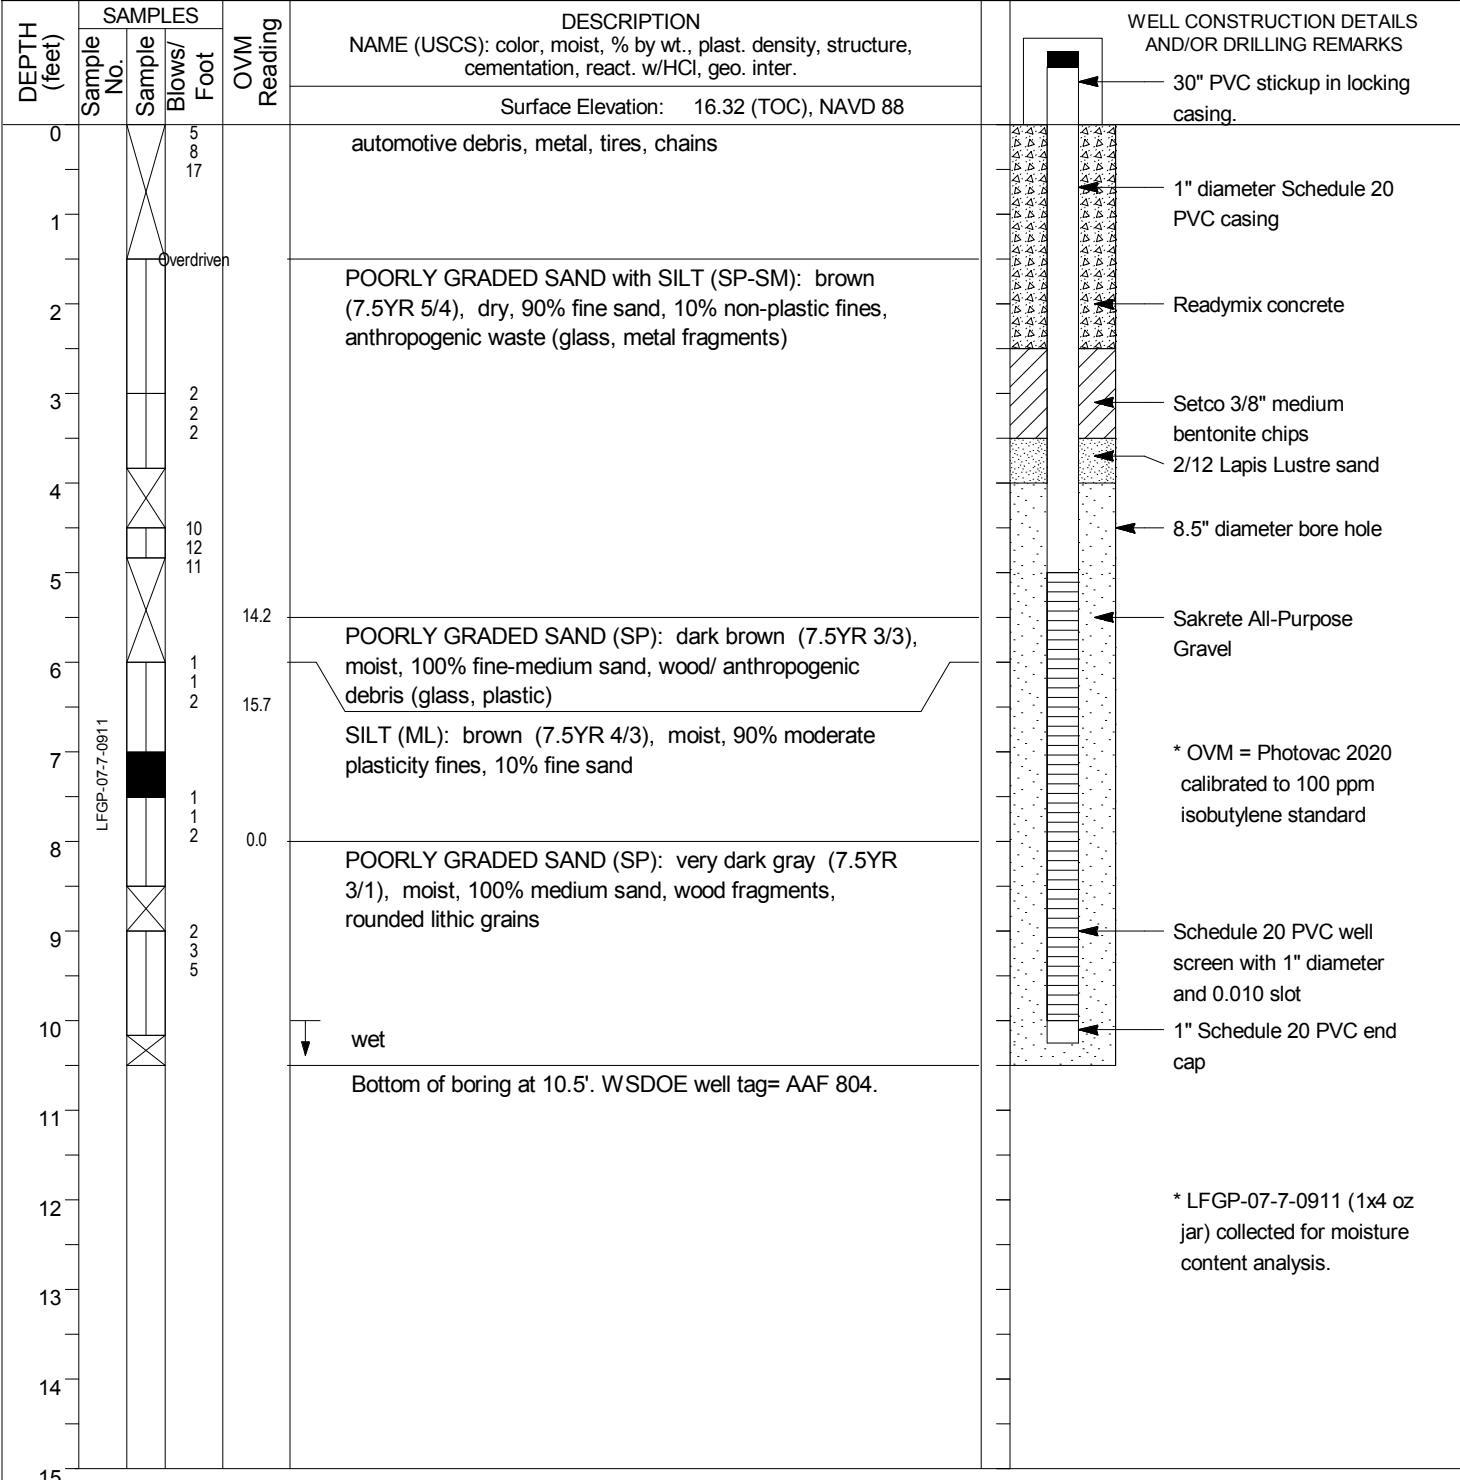 DEPTH
(feet)
SAMPLES
Sample
No.
Sample
Blows/
Foot
OVM
Reading
DESCRIPTION
NAME (USCS): color, moist, % by wt., plast. density, structure,
cementation, react. w/HCl, geo. inter.
Surface Elevation: 16.32 (TOC), NAVD 88
WELL CONSTRUCTION DETAILS
AND/OR DRILLING REMARKS
30" PVC stickup in locking
casing.
0
5
8
17
automotive debris, metal, tires, chains
1" diameter Schedule 20
PVC casing
1
Overdriven
POORLY GRADED SAND with SILT (SP-SM): brown
(7.5YR 5/4), dry, 90% fine sand, 10% non-plastic fines,
anthropogenic waste (glass, metal fragments)
2
Readymix concrete
3
2
2
2
Setco 3/8" medium
bentonite chips
2/12 Lapis Lustre sand
4
10
12
11
8.5" diameter bore hole
5
14.2
Sakrete All-Purpose
Gravel
POORLY GRADED SAND (SP): dark brown (7.5YR 3/3),
moist, 100% fine-medium sand, wood/ anthropogenic
debris (glass, plastic)
6
1
1
2
15.7
SILT (ML): brown (7.5YR 4/3), moist, 90% moderate
plasticity fines, 10% fine sand
7
LFGP-07-7-0911
* OVM = Photovac 2020
calibrated to 100 ppm
isobutylene standard
1
1
2
0.0
8
POORLY GRADED SAND (SP): very dark gray (7.5YR
3/1), moist, 100% medium sand, wood fragments,
rounded lithic grains
9
2
3
5
Schedule 20 PVC well
screen with 1" diameter
and 0.010 slot
10
wet
1" Schedule 20 PVC end
cap
Bottom of boring at 10.5'. WSDOE well tag= AAF 804.
11
12
* LFGP-07-7-0911 (1x4 oz
jar) collected for moisture
content analysis.
13
14
15